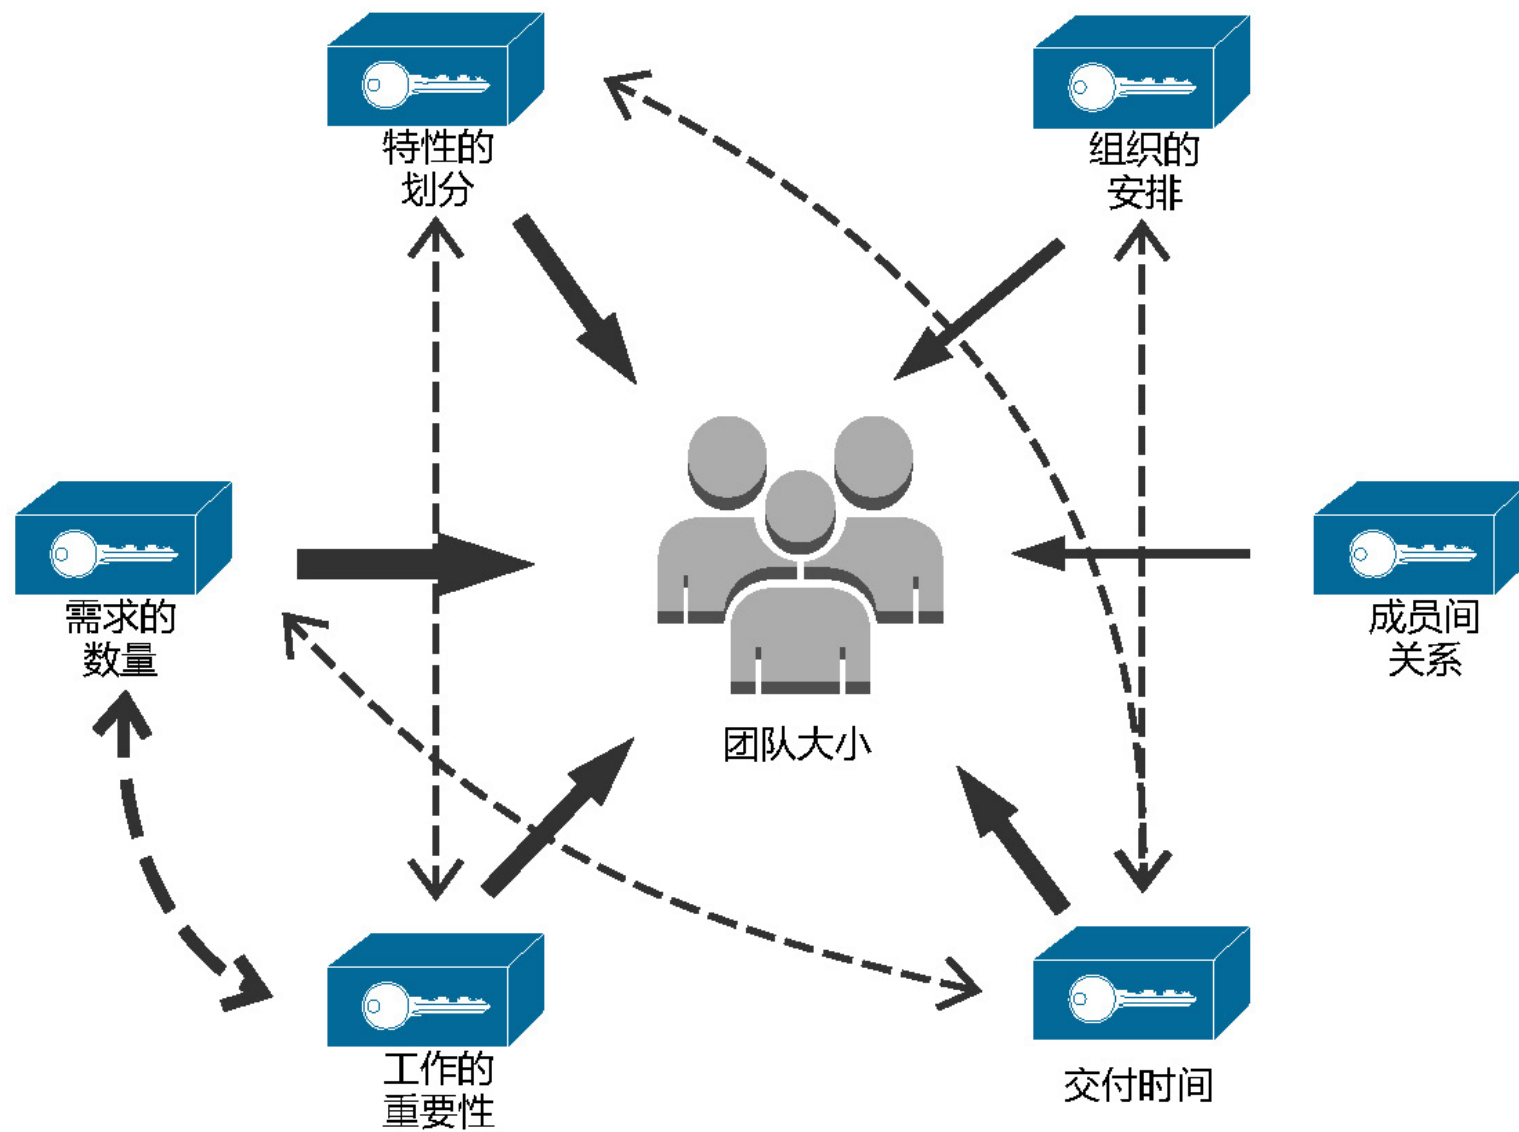 特性的
划分
组织的
安排
需求的
数量
成员间
关系
团队大小
工作的
重要性
交付时间